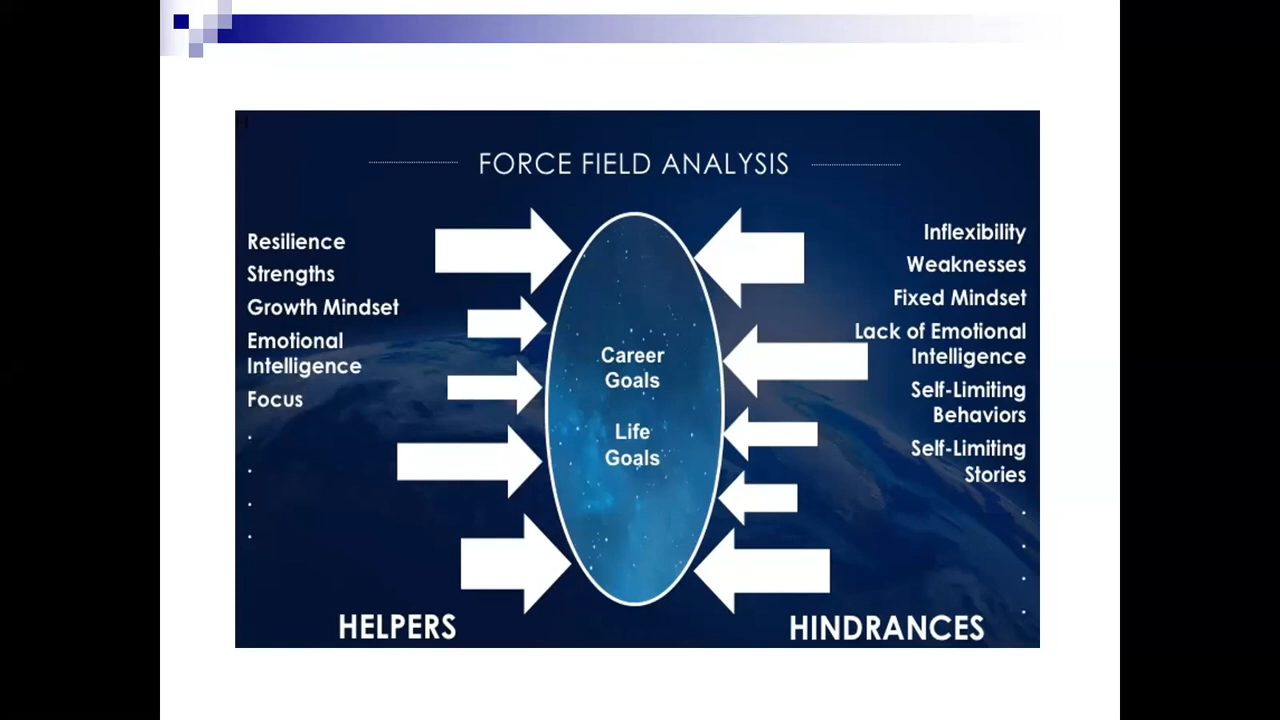 FORCE FIELD ANALYSIS
Resilience
Strengths
Growth Mindset
Emotional
Intelligence
Focus
.
.
.
.
Career
Goals
Life
Goals
Inflexibility
Weaknesses
Fixed Mindset
Lack of Emotional
Intelligence
Self-Limiting
Behaviors
Self-Limiting
Stories
.
.
.
.
HELPERS
HINDRANCES